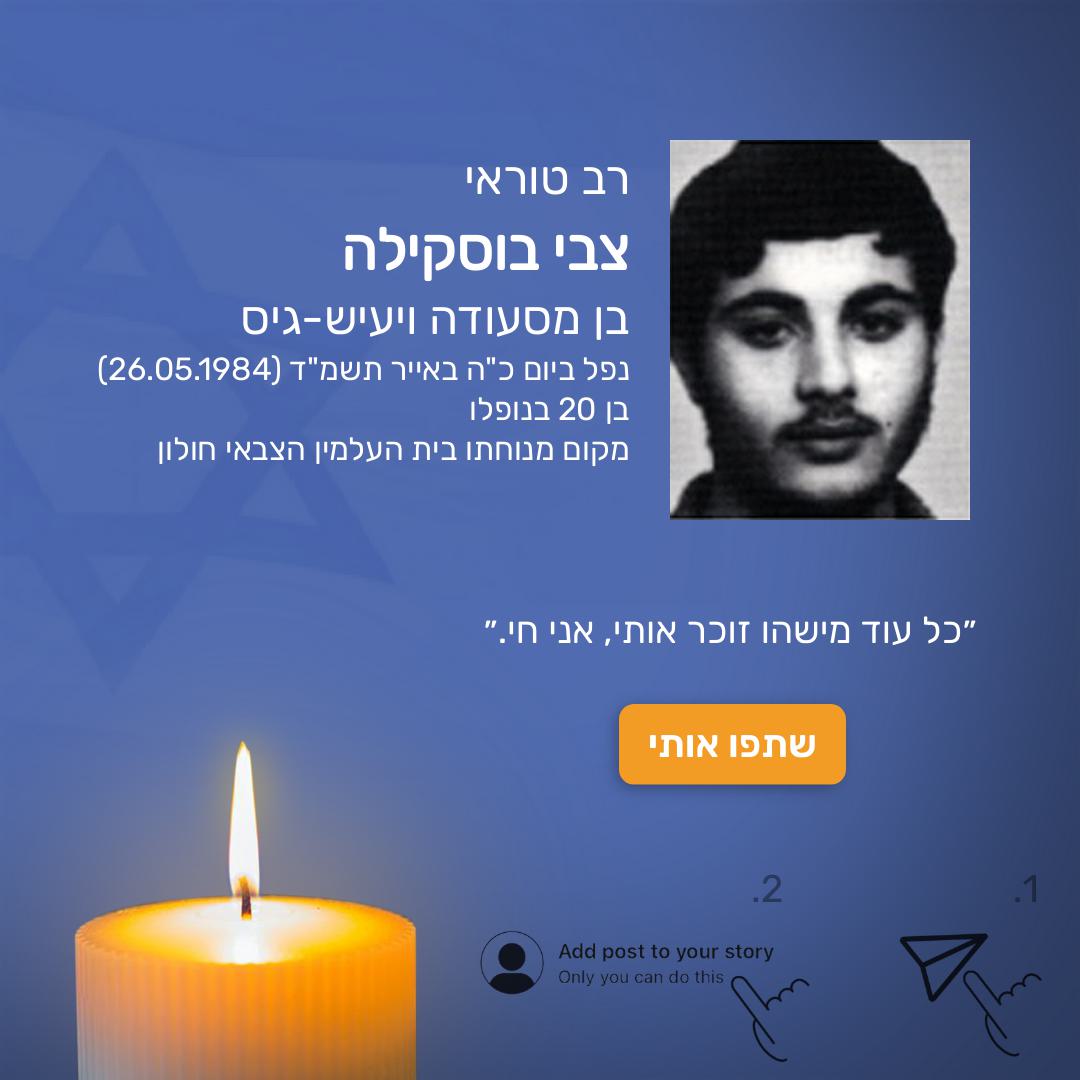 רב טוראי
צבי בוסקילה
בן מסעודה ויעיש-גיס
נפל ביום כ"ה באייר תשמ"ד (26.05.1984)
בן 20 בנופלו
מקום מנוחתו בית העלמין הצבאי חולון
״כל עוד מישהו זוכר אותי, אני חי.״
שתפו אותי
1.
2.
Add post to your story
Only you can do this